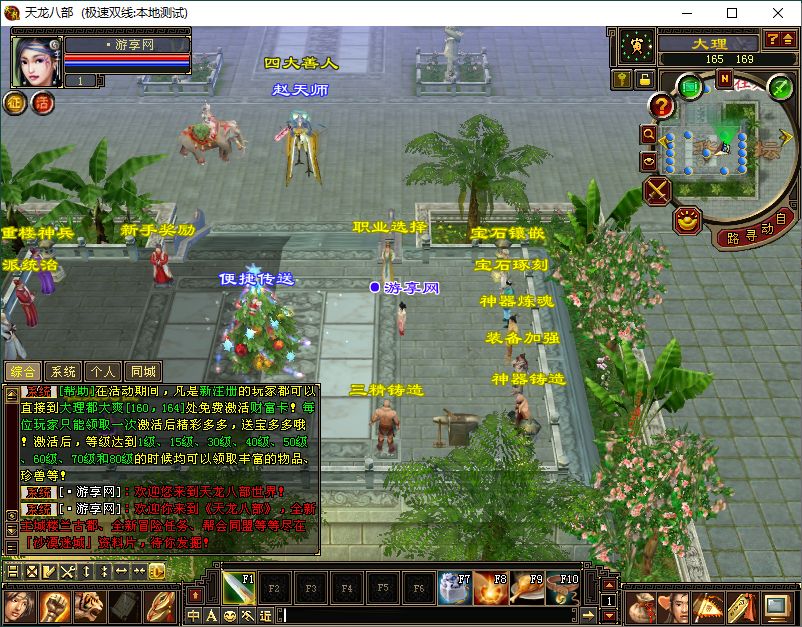 天龙八部 (极速双线:本地测试)
·游享网
1
大理
165 169
四大善人
赵天师
征 活
N
重楼神兵
新手奖励
职业选择
宝石镶嵌
派统治
便捷传送
游享网
宝石琢刻
神器炼魂
装备加强
三精铸造
神器铸造
自动寻路
综合 系统 个人 同城
系统[帮助]在活动期间，凡是新注册的玩家都可以
直接到大理都大爽[160，164]处免费激活财富卡！每
位玩家只能领取一次激活后精彩多多，送宝多多哦
！激活后，等级达到1级、15级、30级、40级、50级
、60级、70级和80级的时候均可以领取丰富的物品、
珍兽等！
系统[·游享网]：欢迎您来到天龙八部世界！
系统[·游享网]：欢迎你来到《天龙八部》，全新
主城楼兰古都、全新冒险任务、帮会同盟等等尽在
「沙漠迷城」资料片，待你发掘！
F1 F2 F3 F4 F5 F6 F7 F8 F9 F10
1
中 A 近